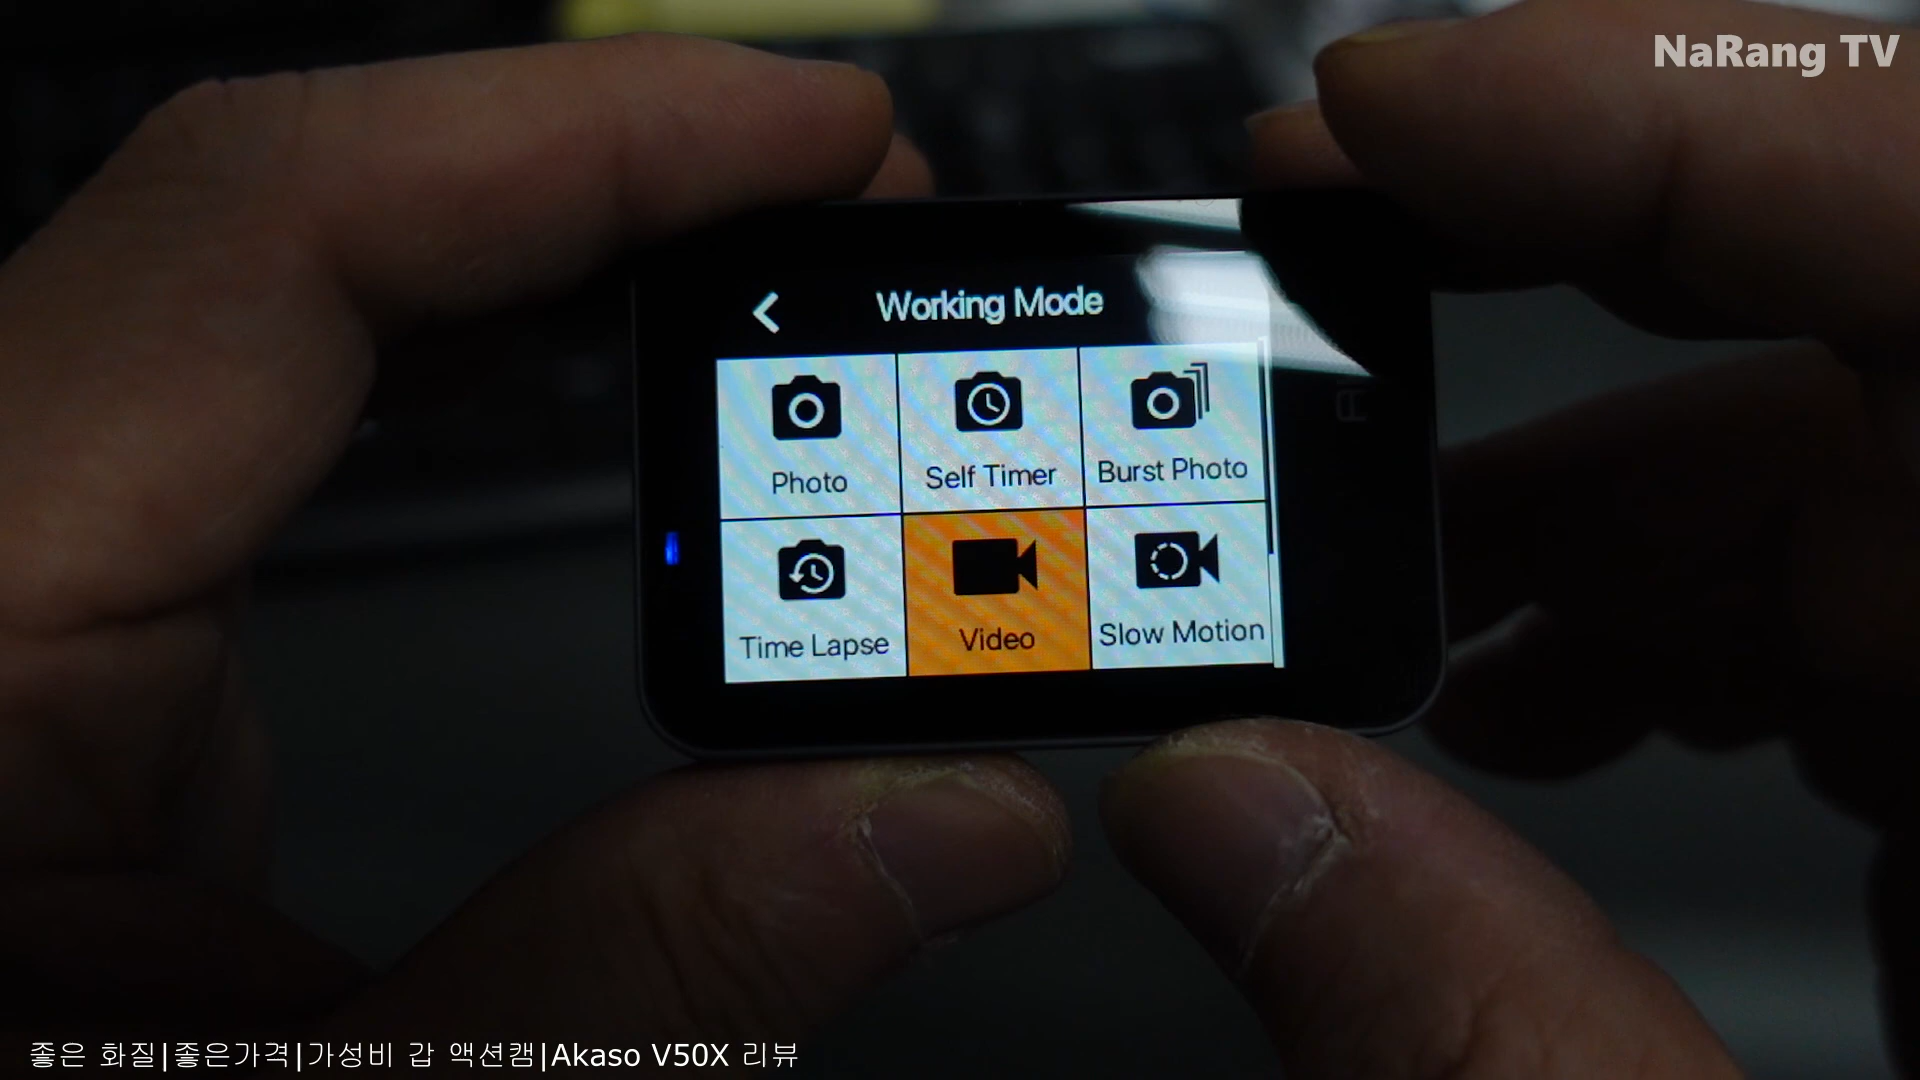 NaRang TV
Working Mode
Photo
Self Timer
Burst Photo
Time Lapse
Video
Slow Motion
좋은 화질|좋은가격|가성비 갑 액션캠|Akaso V50X 리뷰